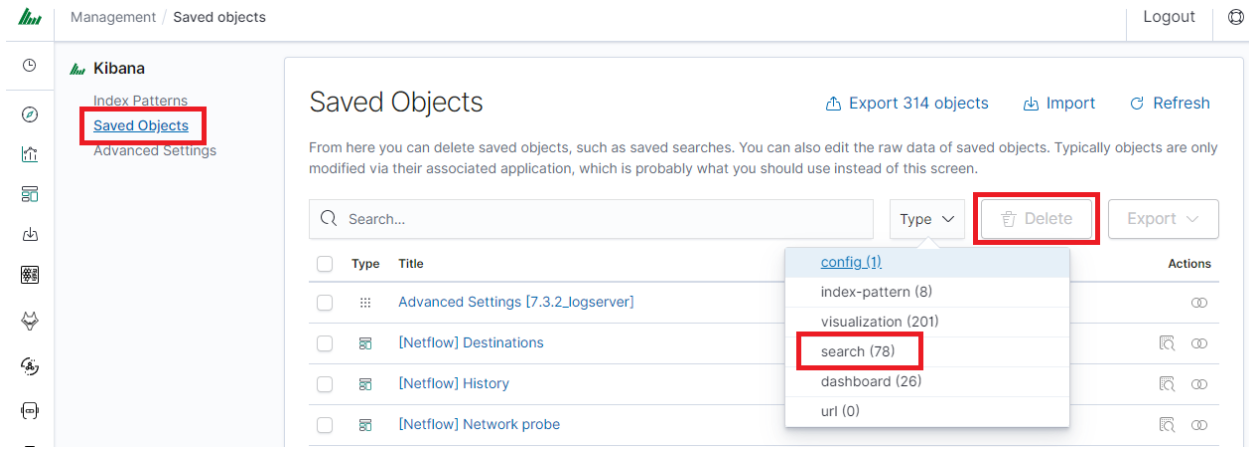 Management / Saved objects
Logout
Kibana
Index Patterns
Saved Objects
Advanced Settings
Saved Objects
Export 314 objects
Import
Refresh
From here you can delete saved objects, such as saved searches. You can also edit the raw data of saved objects. Typically objects are only
modified via their associated application, which is probably what you should use instead of this screen.
Search...
Type
Delete
Export
Type Title Actions
config (1)
index-pattern (8)
visualization (201)
search (78)
dashboard (26)
url (0)
Advanced Settings [7.3.2_logserver]
[Netflow] Destinations
[Netflow] History
[Netflow] Network probe